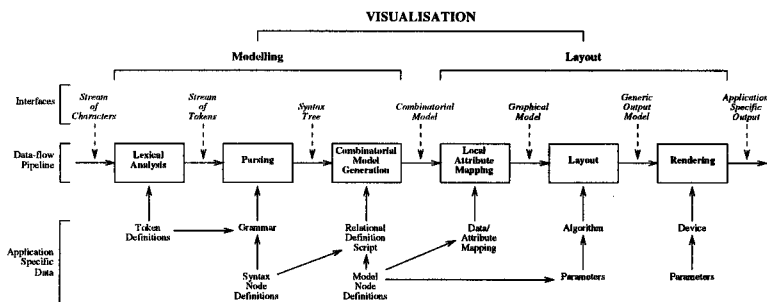 VISUALISATION
Modelling
Layout
Interfaces
Stream
of
Characters
Stream
of
Tokens
Syntax
Tree
Combinatorial
Model
Graphical
Model
Generic
Output
Model
Application
Specific
Output
Data-flow
Pipeline
Lexical
Analysis
Parsing
Combinatorial
Model
Generation
Local
Attribute
Mapping
Layout
Rendering
Application
Specific
Data
Token
Definitions
Grammar
Relational
Definition
Script
Data/
Attribute
Mapping
Algorithm
Device
Syntax
Node
Definitions
Model
Node
Definitions
Parameters
Parameters